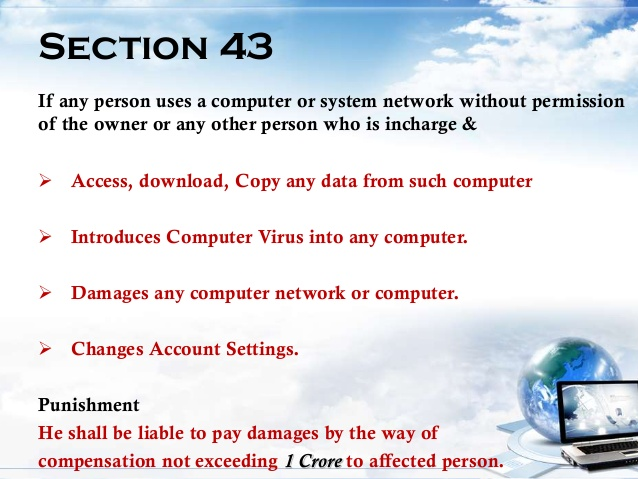 Section 43
If any person uses a computer or system network without permission
of the owner or any other person who is incharge &
➢ Access, download, Copy any data from such computer
➢ Introduces Computer Virus into any computer.
➢ Damages any computer network or computer.
➢ Changes Account Settings.
Punishment
He shall be liable to pay damages by the way of
compensation not exceeding 1 Crore to affected person.